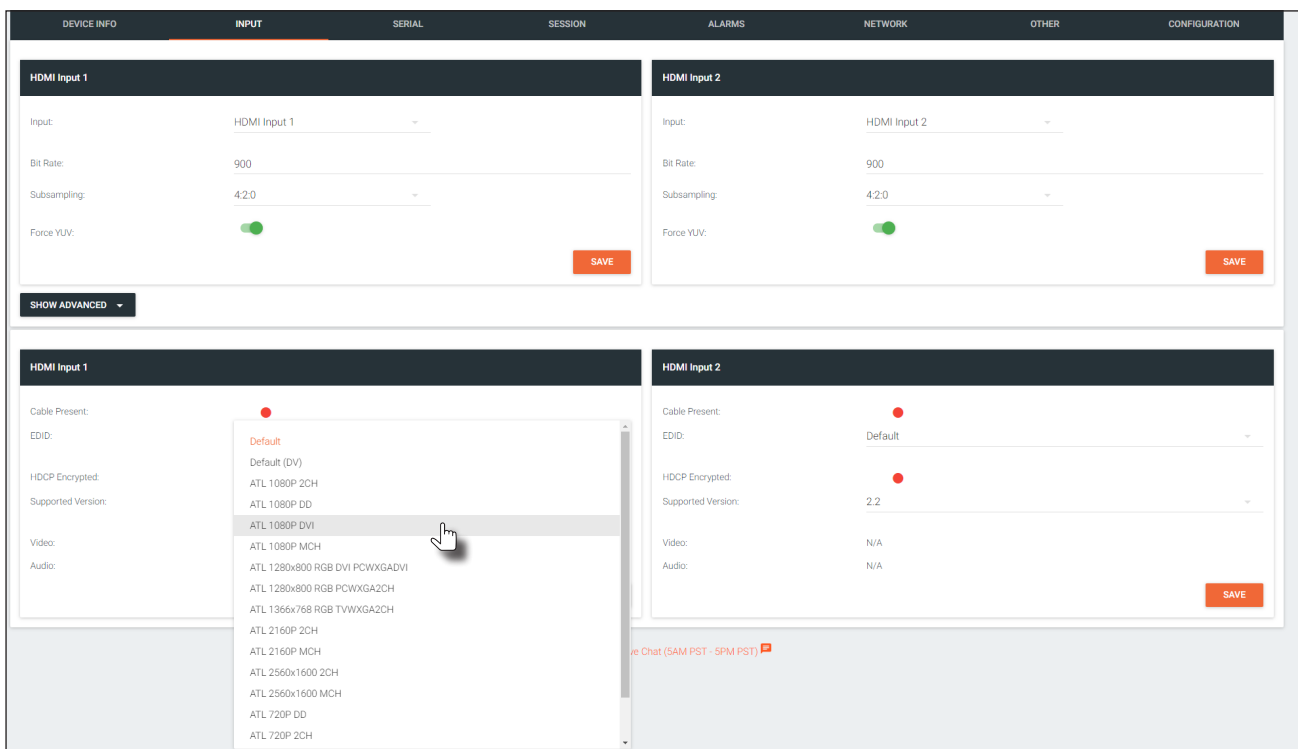 DEVICE INFO INPUT SERIAL SESSION ALARMS NETWORK OTHER CONFIGURATION
HDMI Input 1
Input: HDMI Input 1
Bit Rate: 900
Subsampling: 4:2:0
Force YUV:
SAVE
HDMI Input 2
Input: HDMI Input 2
Bit Rate: 900
Subsampling: 4:2:0
Force YUV:
SAVE
SHOW ADVANCED
HDMI Input 1
Cable Present:
EDID:
HDCP Encrypted:
Supported Version:
Video:
Audio:
Default
Default (DV)
ATL 1080P 2CH
ATL 1080P DD
ATL 1080P DVI
ATL 1080P MCH
ATL 1280x800 RGB DVI PCWXGADVI
ATL 1280x800 RGB PCWXGA2CH
ATL 1366x768 RGB TVWXGA2CH
ATL 2160P 2CH
ATL 2160P MCH
ATL 2560x1600 2CH
ATL 2560x1600 MCH
ATL 720P DD
ATL 720P 2CH
HDMI Input 2
Cable Present:
EDID: Default
HDCP Encrypted:
Supported Version: 2.2
Video: N/A
Audio: N/A
SAVE
ve Chat (5AM PST - 5PM PST)